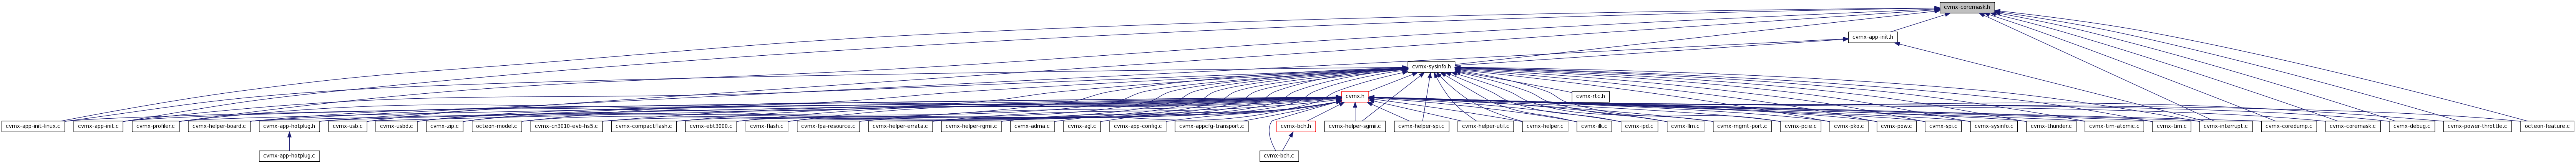 cvmx-coremask.h
cvmx-app-init.h
cvmx-sysinfo.h
cvmx.h
cvmx-rtc.h
cvmx-app-init-linux.c
cvmx-app-init.c
cvmx-profiler.c
cvmx-helper-board.c
cvmx-app-hotplug.h
cvmx-usb.c
cvmx-usbd.c
cvmx-zip.c
octeon-model.c
cvmx-cn3010-evb-hs5.c
cvmx-compactflash.c
cvmx-ebt3000.c
cvmx-flash.c
cvmx-fpa-resource.c
cvmx-helper-errata.c
cvmx-helper-rgmii.c
cvmx-adma.c
cvmx-agl.c
cvmx-app-config.c
cvmx-appcfg-transport.c
cvmx-bch.h
cvmx-helper-sgmii.c
cvmx-helper-spi.c
cvmx-helper-util.c
cvmx-helper.c
cvmx-ilk.c
cvmx-ipd.c
cvmx-llm.c
cvmx-mgmt-port.c
cvmx-pcie.c
cvmx-pko.c
cvmx-pow.c
cvmx-spi.c
cvmx-sysinfo.c
cvmx-thunder.c
cvmx-tim-atomic.c
cvmx-tim.c
cvmx-interrupt.c
cvmx-coredump.c
cvmx-coremask.c
cvmx-debug.c
cvmx-power-throttle.c
octeon-feature.c
cvmx-app-hotplug.c
cvmx-bch.c